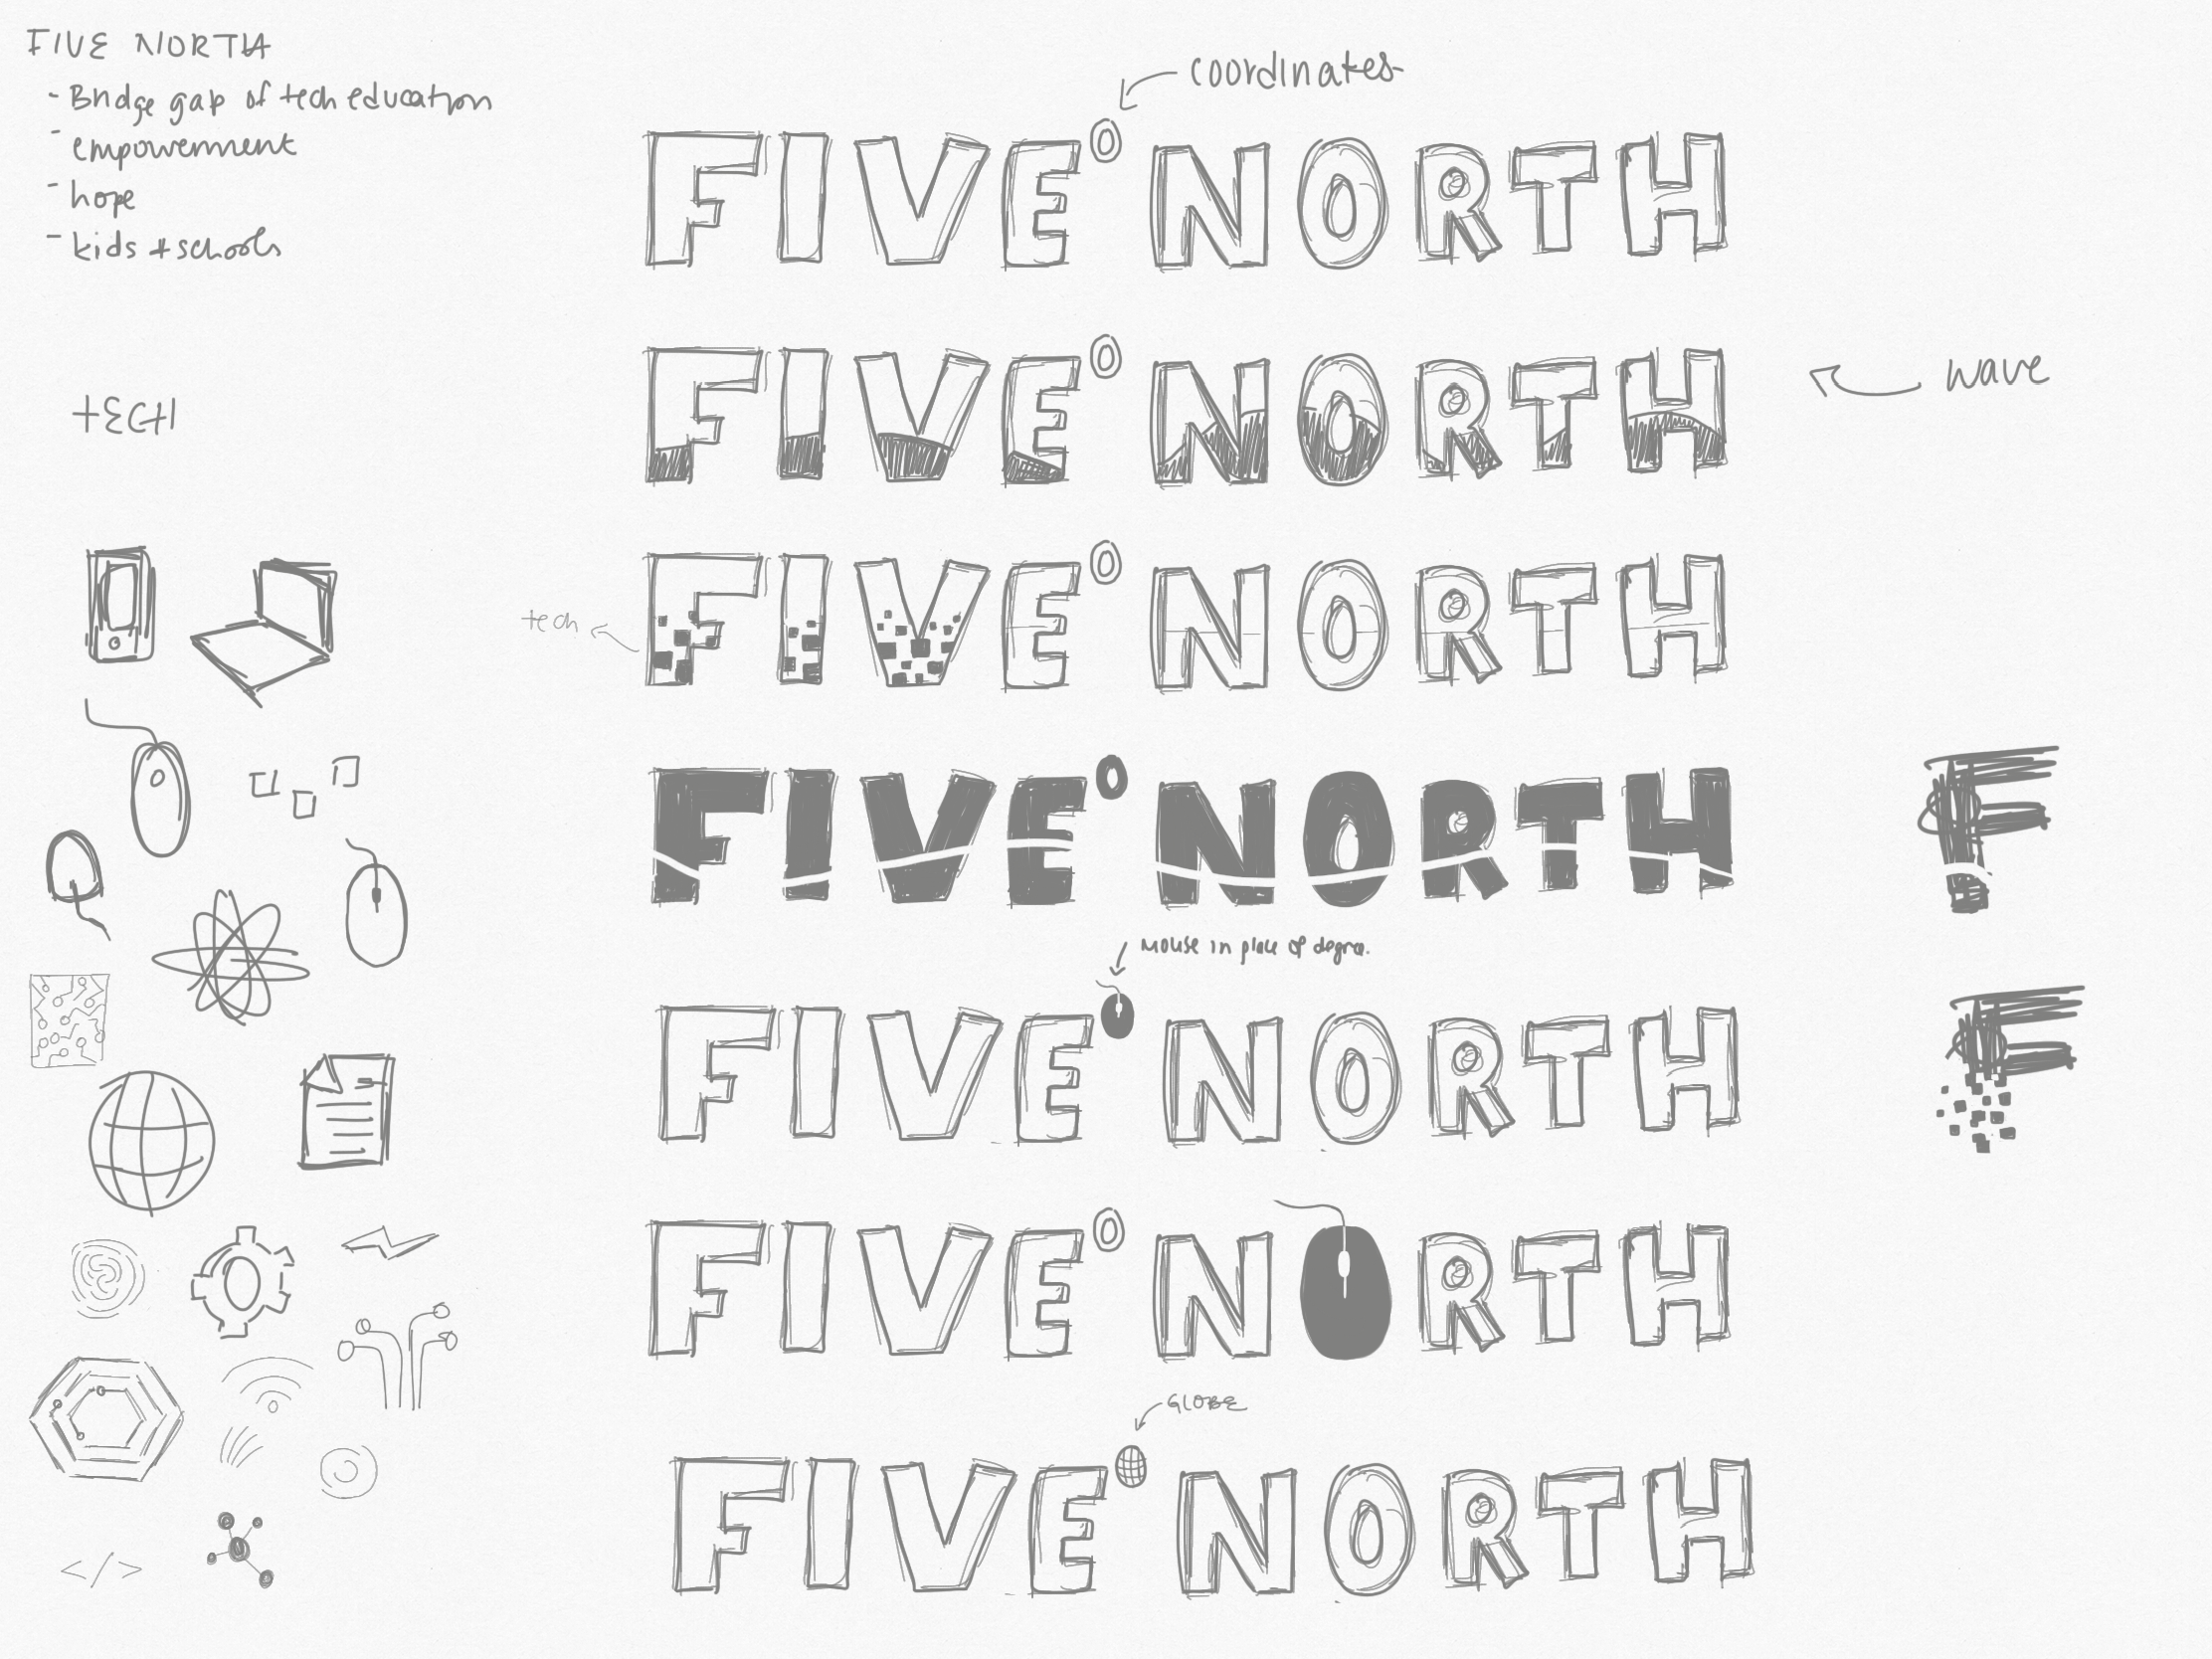 FIVE NORTH
- Bridge gap of tech education
- empowerment
- hope
- kids + schools
TECH
coordinates
FIVE° NORTH
FIVE° NORTH
wave
tech
FIVE° NORTH
FIVE° NORTH
F
MOUSE in place of degree.
FIVE NORTH
F
FIVE° NORTH
GLOBE
FIVE NORTH
</>